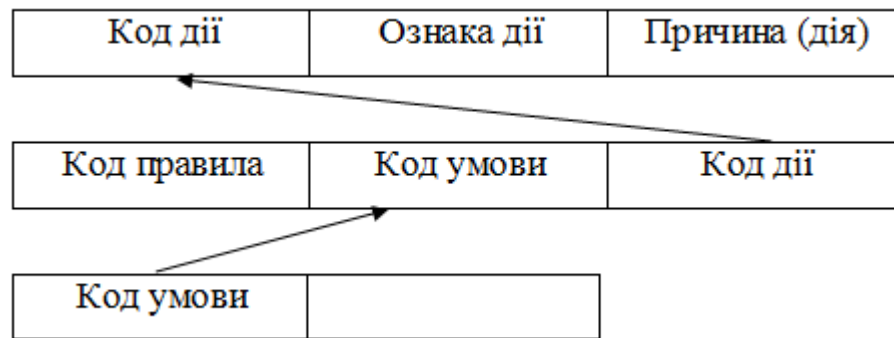 Код дії Ознака дії Причина (дія)
Код правила Код умови Код дії
Код умови